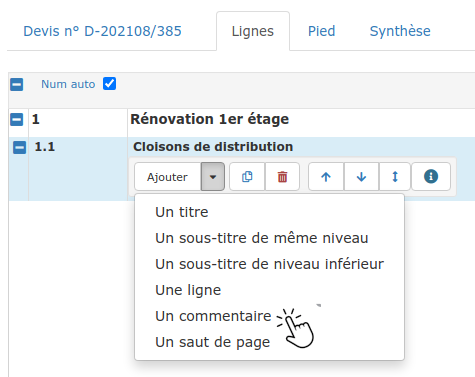 Devis n° D-202108/385 Lignes Pied Synthèse
Num auto
1 Rénovation 1er étage
1.1 Cloisons de distribution
Ajouter
Un titre
Un sous-titre de même niveau
Un sous-titre de niveau inférieur
Une ligne
Un commentaire
Un saut de page